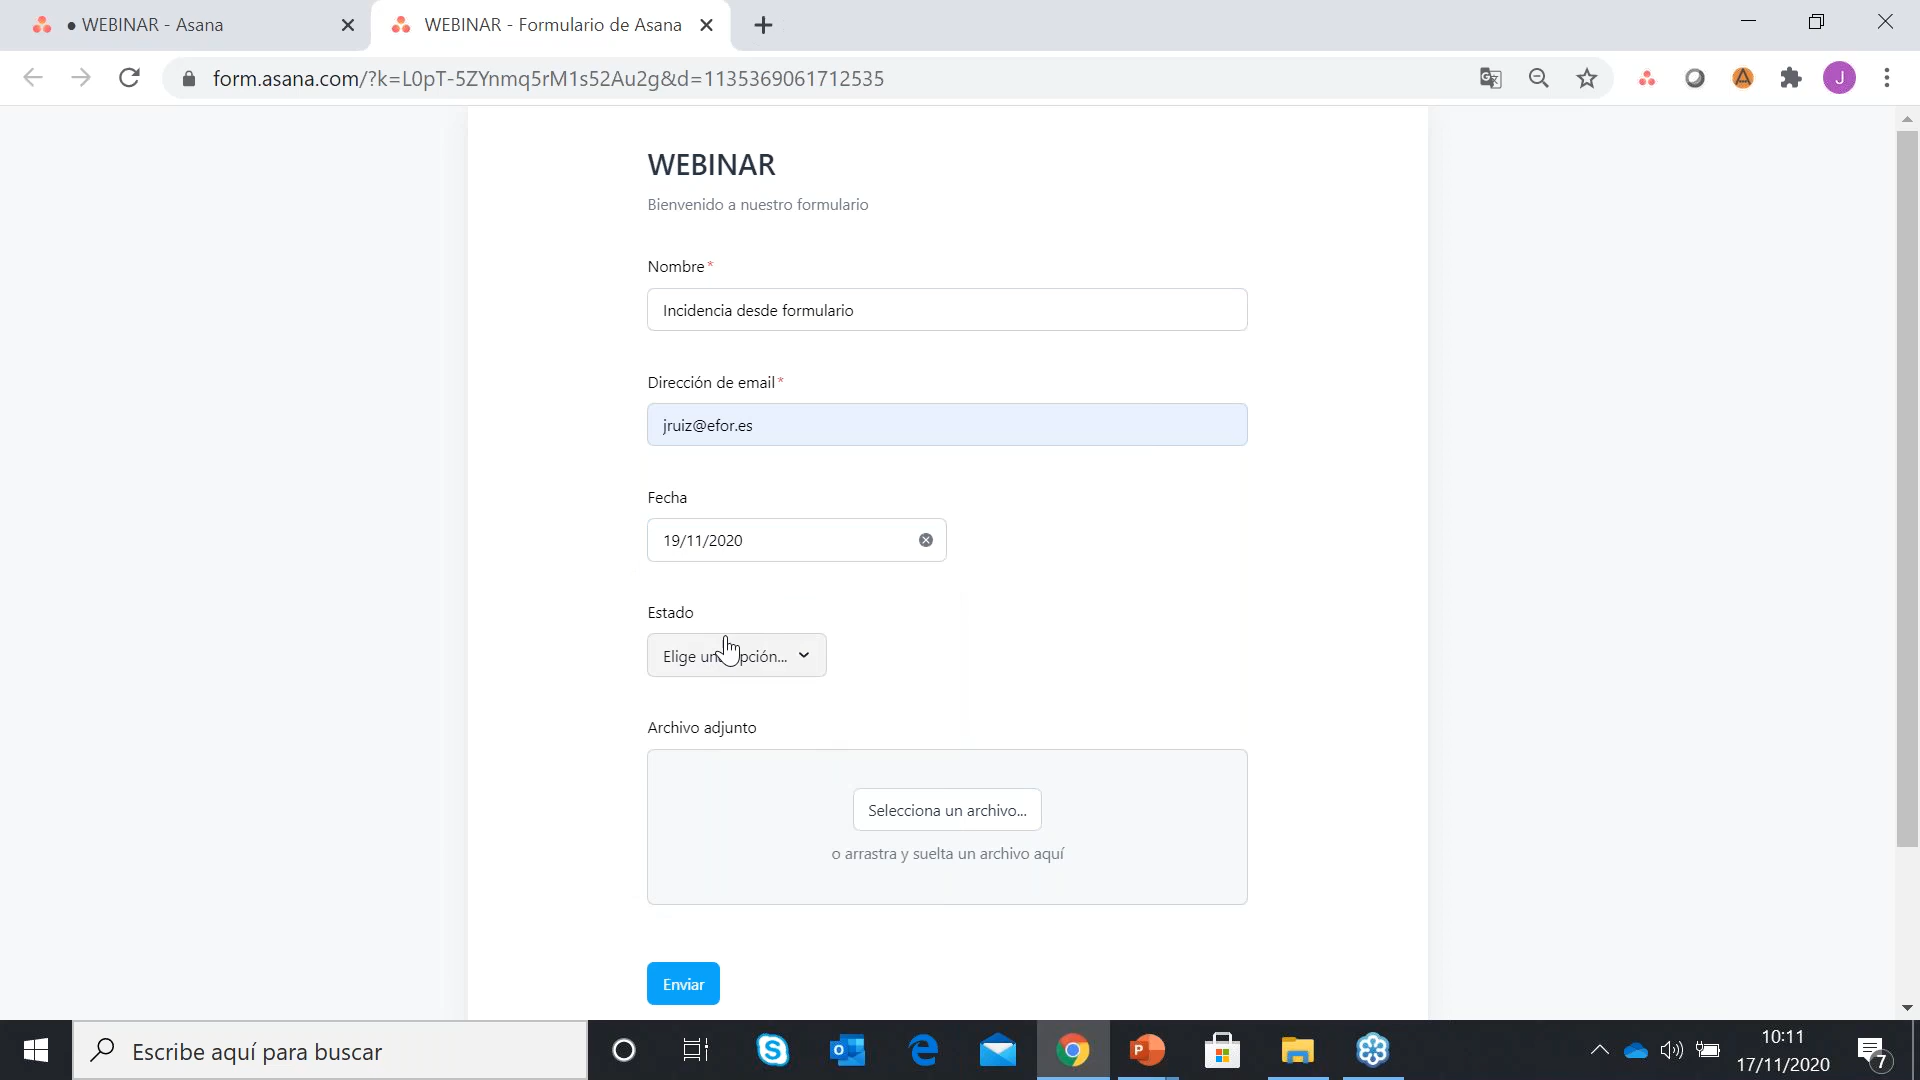 • WEBINAR - Asana
WEBINAR - Formulario de Asana
form.asana.com/?k=L0pT-5ZYnmq5rM1s52Au2g&d=1135369061712535
J
WEBINAR
Bienvenido a nuestro formulario
Nombre*
Incidencia desde formulario
Dirección de email*
jruiz@efor.es
Fecha
19/11/2020
Estado
Elige opción...
Archivo adjunto
Selecciona un archivo...
o arrastra y suelta un archivo aquí
Enviar
Escribe aquí para buscar
10:11
17/11/2020
7